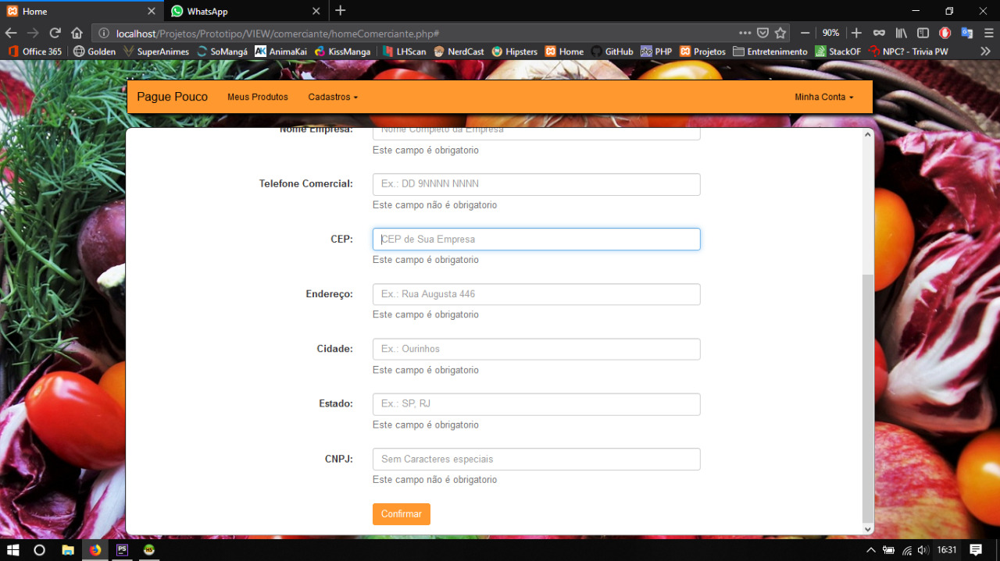 Home
WhatsApp
localhost/Projetos/Prototipo/VIEW/comerciante/homeComerciante.php#
90%
Office 365 Golden SuperAnimes SoMangá AnimaKai KissManga LHScan NerdCast Hipsters Home GitHub PHP Projetos Entretenimento StackOF NPC? - Trivia PW
Pague Pouco Meus Produtos Cadastros Minha Conta
Nome Empresa: Nome Completo da Empresa
Este campo é obrigatorio
Telefone Comercial: Ex.: DD 9NNNN NNNN
Este campo não é obrigatorio
CEP: CEP de Sua Empresa
Este campo é obrigatorio
Endereço: Ex.: Rua Augusta 446
Este campo é obrigatorio
Cidade: Ex.: Ourinhos
Este campo é obrigatorio
Estado: Ex.: SP, RJ
Este campo é obrigatorio
CNPJ: Sem Caracteres especiais
Este campo não é obrigatorio
Confirmar
16:31